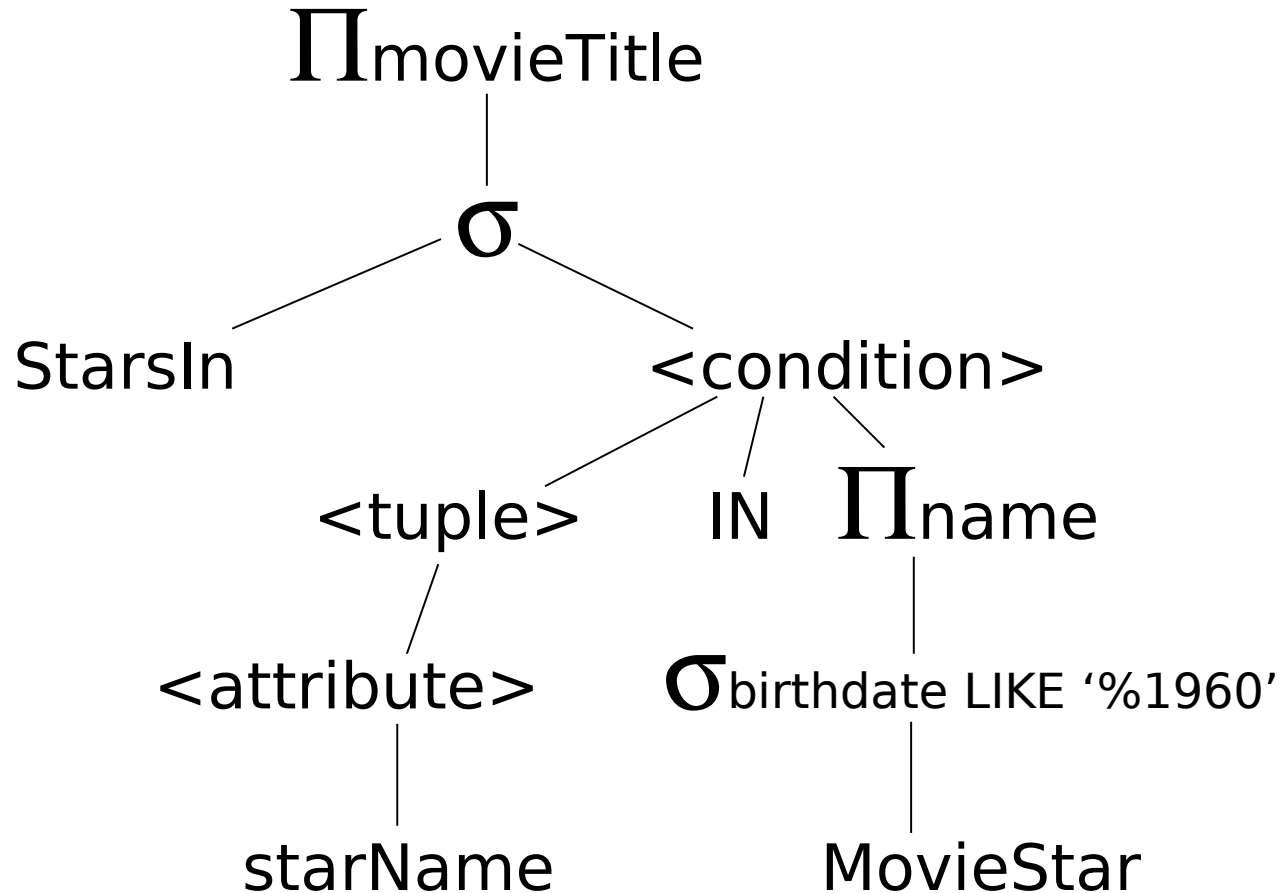 ΠmovieTitle
σ
StarsIn <condition>
<tuple> IN Πname
<attribute> σbirthdate LIKE ‘%1960’
starName MovieStar